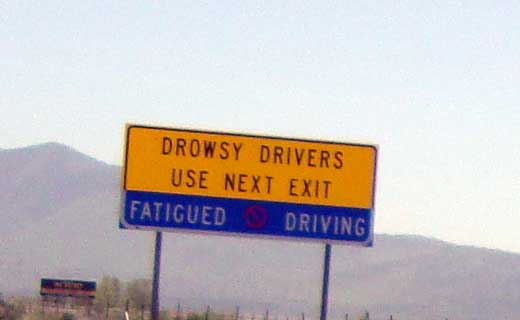 DROWSY DRIVERS
USE NEXT EXIT
FATIGUED DRIVING